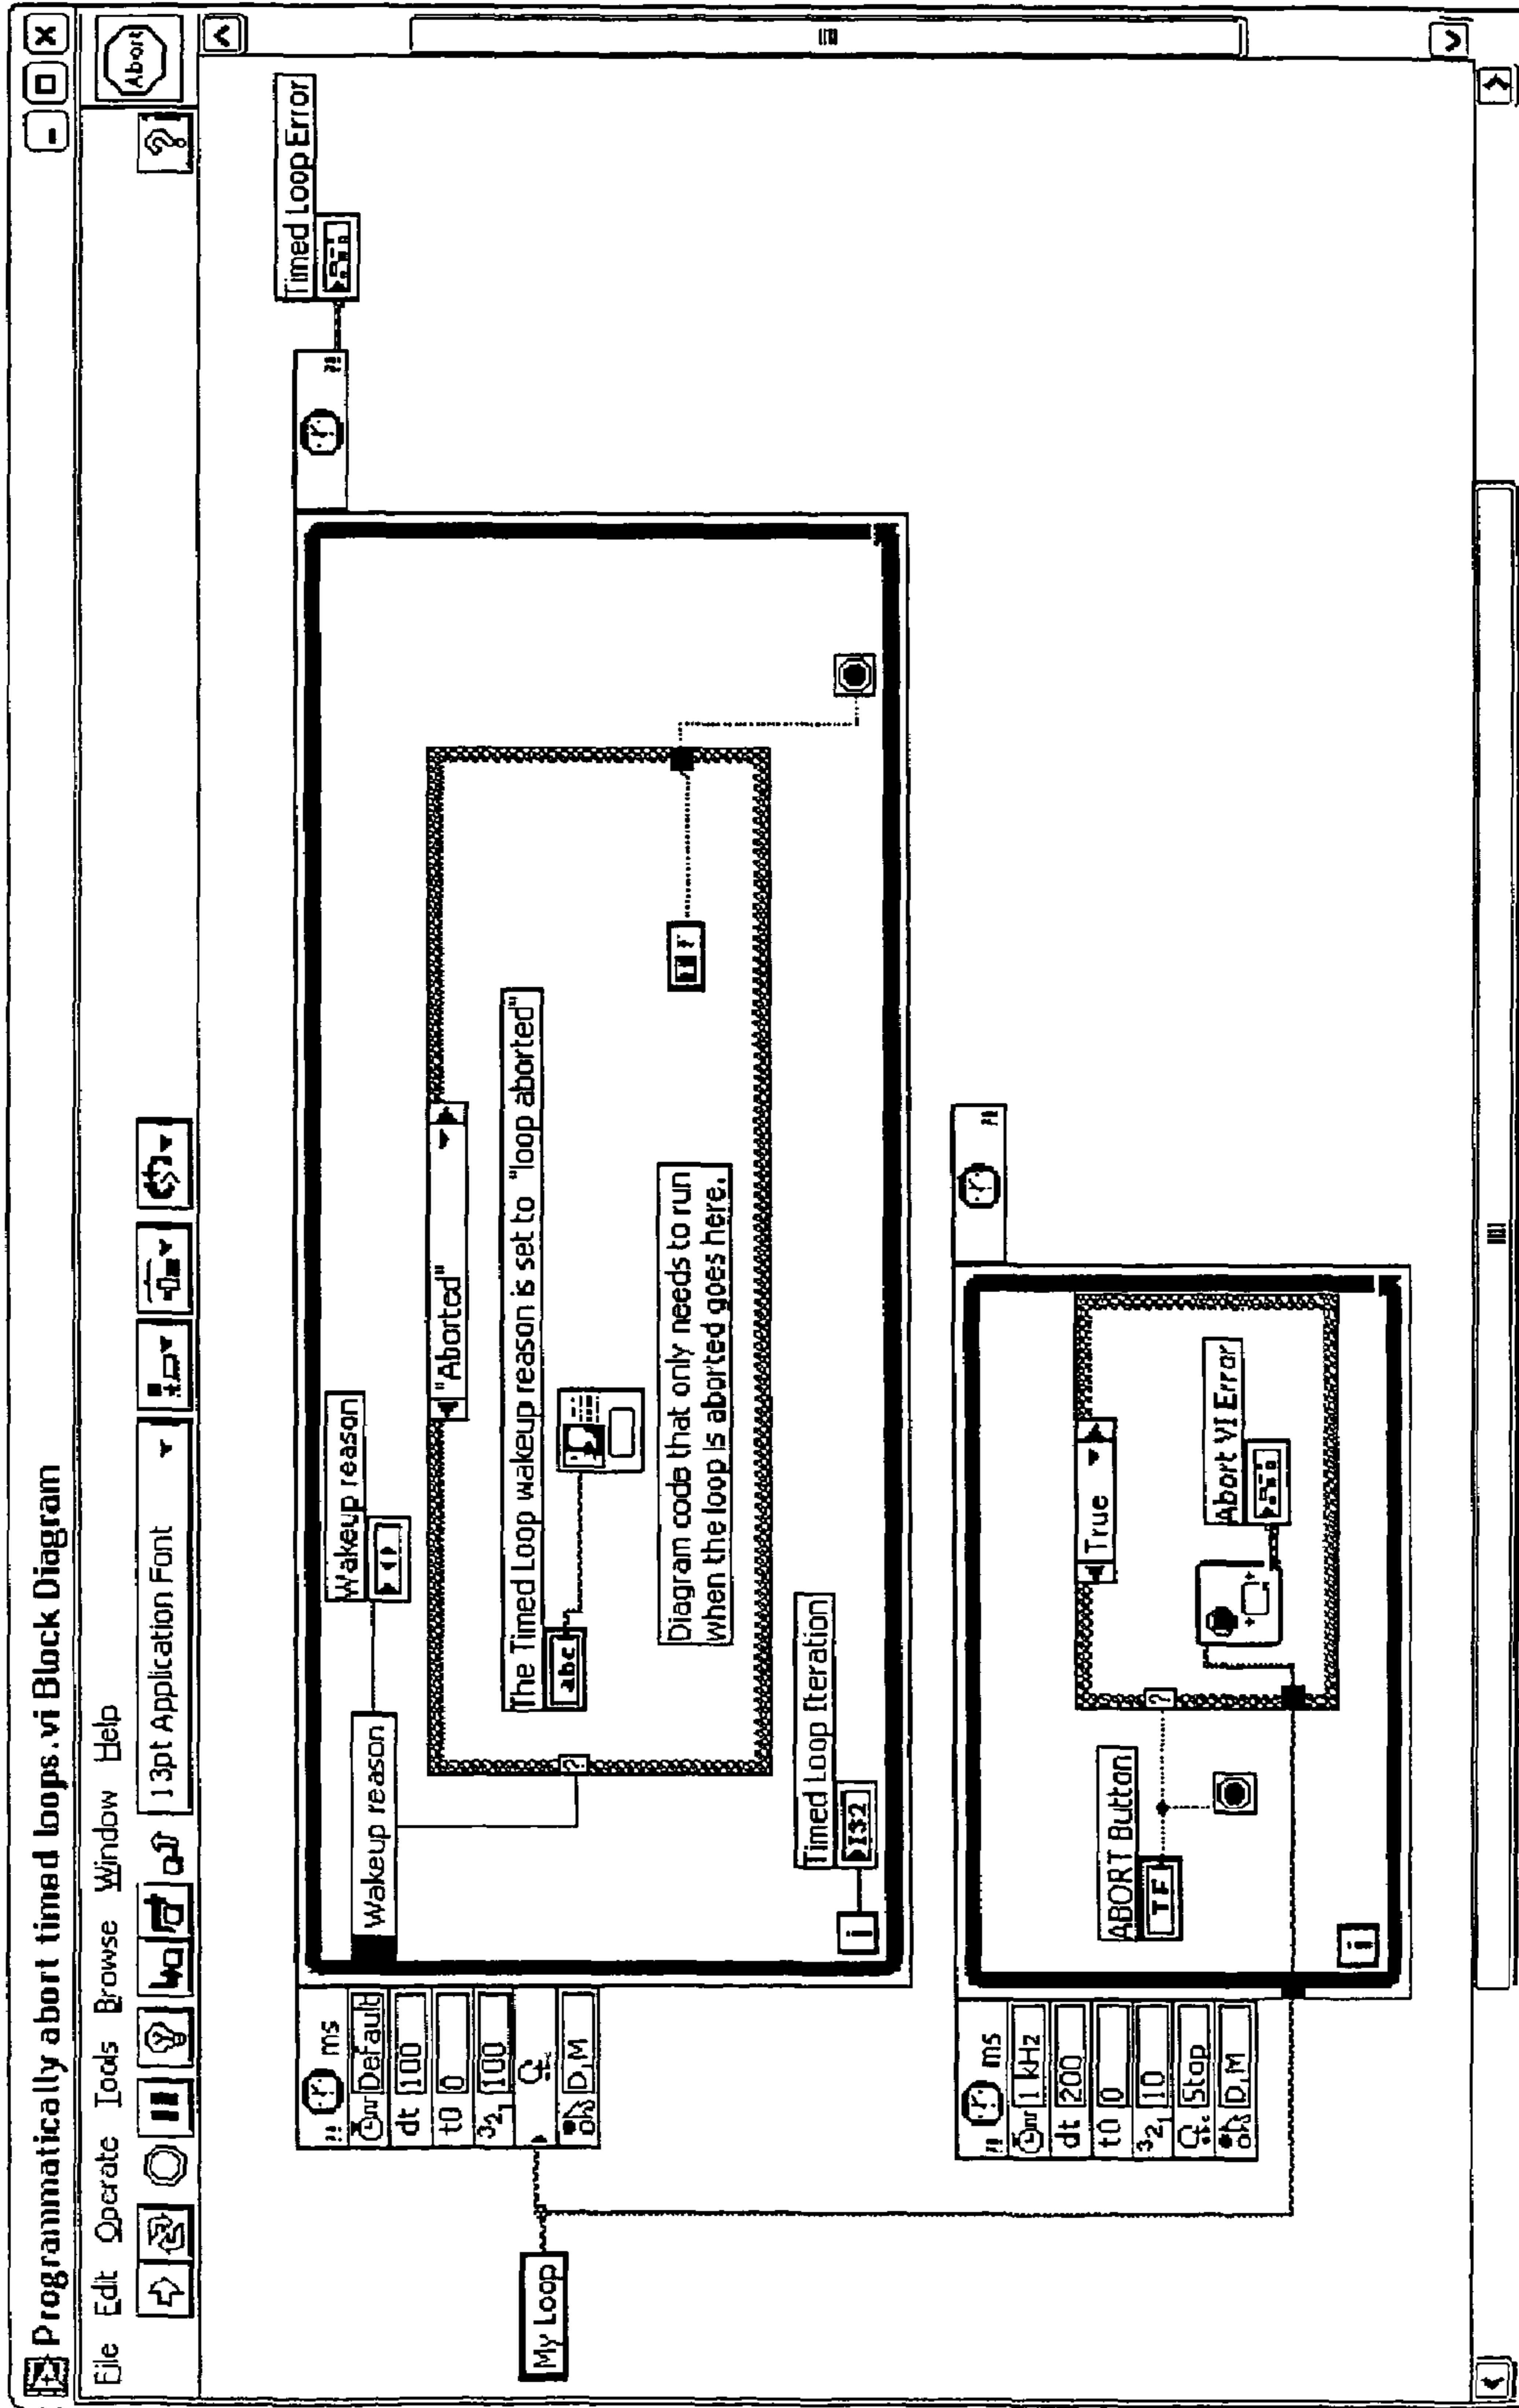 Programmatically abort timed loops.vi Block Diagram
File Edit Operate Tools Browse Window Help
13pt Application Font
?
Abort
Timed Loop Error
ms
Default
dt 100
t0 0
100
D,M
My Loop
Wakeup reason
Wakeup reason
"Aborted"
The Timed Loop wakeup reason is set to "loop aborted"
abc
Diagram code that only needs to run
when the loop is aborted goes here.
?
Timed Loop Iteration
i
I32
ms
1 kHz
dt 200
t0 0
10
Stop
D,M
ABORT Button
TF
?
True
Abort VI Error
i